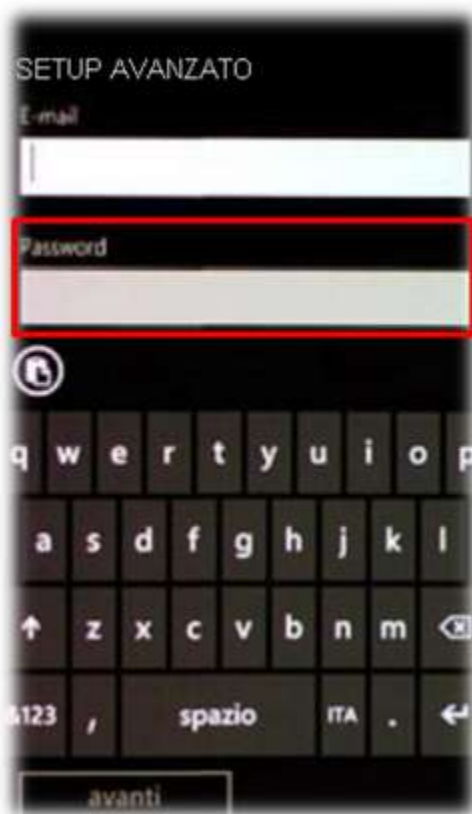 SETUP AVANZATO
E-mail
Password
q w e r t y u i o p
a s d f g h j k l
z x c v b n m
&123 , spazio ITA .
avanti